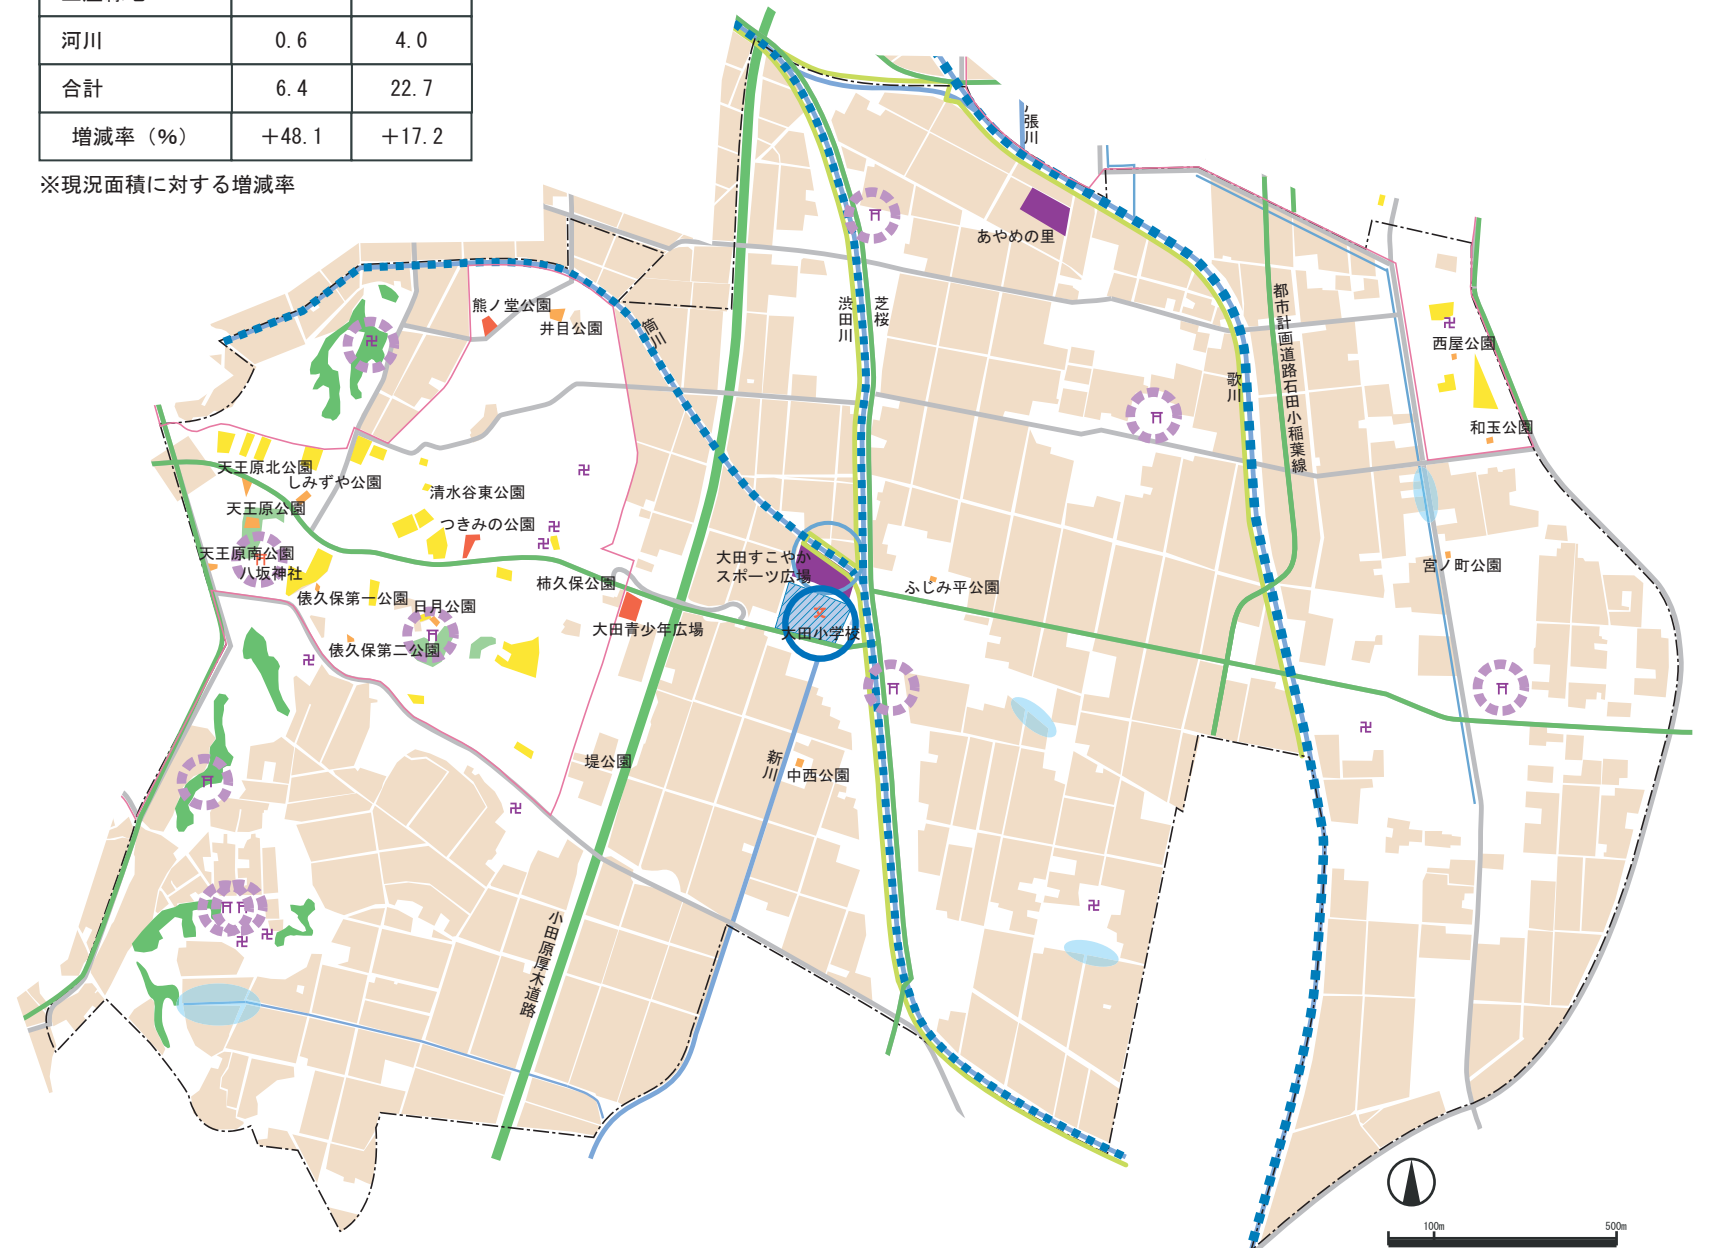 河川 0.6 4.0
合計 6.4 22.7
増減率（%） +48.1 +17.2
※現況面積に対する増減率
張川
あやめの里
熊ノ堂公園
井目公園
筒川
渋田川
芝桜
都市計画道路石田小稲葉線
歌川
西屋公園
和玉公園
天王原北公園
しみずや公園
清水谷東公園
天王原公園
つきみの公園
天王原南公園
八坂神社
大田すこやか
スポーツ広場
柿久保公園
ふじみ平公園
宮ノ町公園
俵久保第一公園
日月公園
大田青少年広場
文
大田小学校
俵久保第二公園
堤公園
新川
中西公園
小田原厚木道路
100m
500m